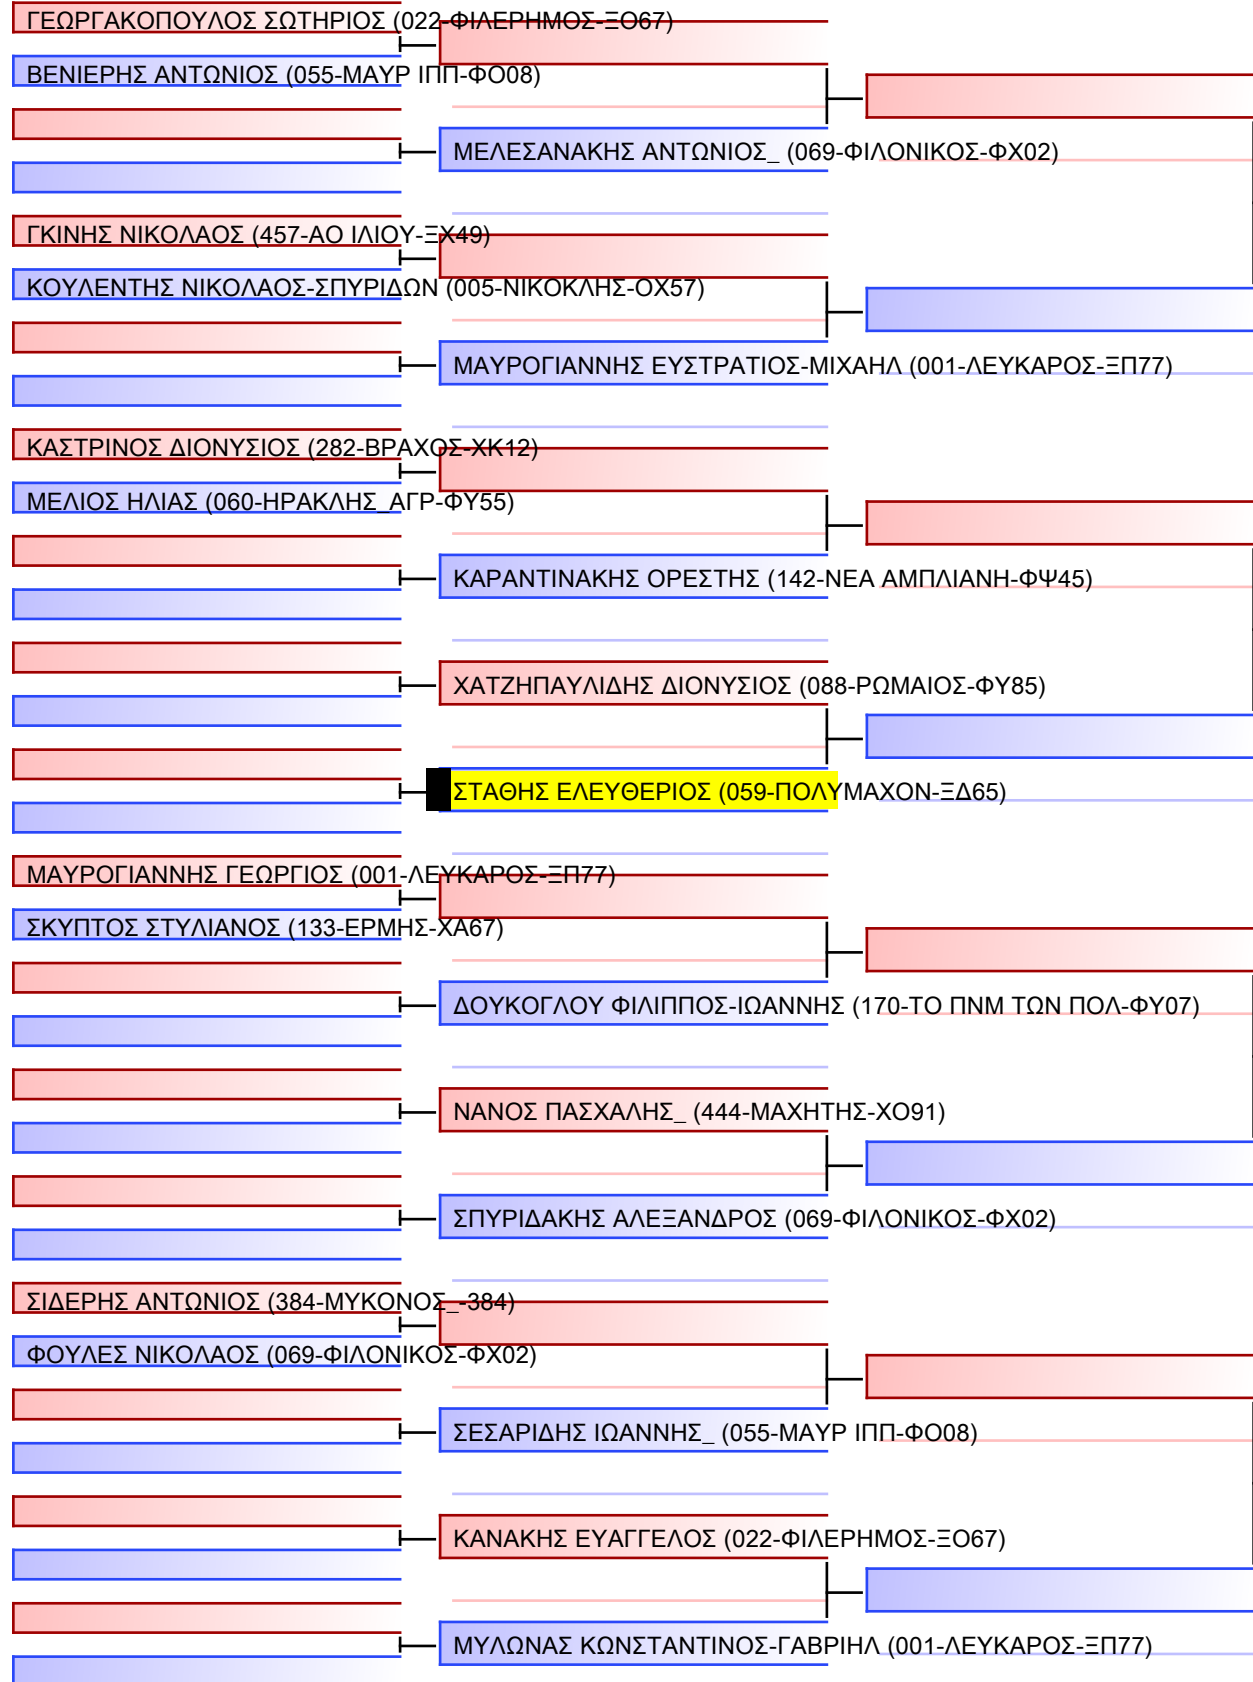 ΓΕΩΡΓΑΚΟΠΟΥΛΟΣ ΣΩΤΗΡΙΟΣ (022-ΦΙΛΕΡΗΜΟΣ-ΞΟ67)
ΒΕΝΙΕΡΗΣ ΑΝΤΩΝΙΟΣ (055-ΜΑΥΡ ΙΠΠ-ΦΟ08)
ΜΕΛΕΣΑΝΑΚΗΣ ΑΝΤΩΝΙΟΣ_ (069-ΦΙΛΟΝΙΚΟΣ-ΦΧ02)
ΓΚΙΝΗΣ ΝΙΚΟΛΑΟΣ (457-ΑΟ ΙΛΙΟΥ-ΞΧ49)
ΚΟΥΛΕΝΤΗΣ ΝΙΚΟΛΑΟΣ-ΣΠΥΡΙΔΩΝ (005-ΝΙΚΟΚΛΗΣ-ΟΧ57)
ΜΑΥΡΟΓΙΑΝΝΗΣ ΕΥΣΤΡΑΤΙΟΣ-ΜΙΧΑΗΛ (001-ΛΕΥΚΑΡΟΣ-ΞΠ77)
ΚΑΣΤΡΙΝΟΣ ΔΙΟΝΥΣΙΟΣ (282-ΒΡΑΧΟΣ-ΧΚ12)
ΜΕΛΙΟΣ ΗΛΙΑΣ (060-ΗΡΑΚΛΗΣ_ΑΓΡ-ΦΥ55)
ΚΑΡΑΝΤΙΝΑΚΗΣ ΟΡΕΣΤΗΣ (142-ΝΕΑ ΑΜΠΛΙΑΝΗ-ΦΨ45)
ΧΑΤΖΗΠΑΥΛΙΔΗΣ ΔΙΟΝΥΣΙΟΣ (088-ΡΩΜΑΙΟΣ-ΦΥ85)
ΣΤΑΘΗΣ ΕΛΕΥΘΕΡΙΟΣ (059-ΠΟΛΥΜΑΧΟΝ-ΞΔ65)
ΜΑΥΡΟΓΙΑΝΝΗΣ ΓΕΩΡΓΙΟΣ (001-ΛΕΥΚΑΡΟΣ-ΞΠ77)
ΣΚΥΠΤΟΣ ΣΤΥΛΙΑΝΟΣ (133-ΕΡΜΗΣ-ΧΑ67)
ΔΟΥΚΟΓΛΟΥ ΦΙΛΙΠΠΟΣ-ΙΩΑΝΝΗΣ (170-ΤΟ ΠΝΜ ΤΩΝ ΠΟΛ-ΦΥ07)
ΝΑΝΟΣ ΠΑΣΧΑΛΗΣ_ (444-ΜΑΧΗΤΗΣ-ΧΟ91)
ΣΠΥΡΙΔΑΚΗΣ ΑΛΕΞΑΝΔΡΟΣ (069-ΦΙΛΟΝΙΚΟΣ-ΦΧ02)
ΣΙΔΕΡΗΣ ΑΝΤΩΝΙΟΣ (384-ΜΥΚΟΝΟΣ_-384)
ΦΟΥΛΕΣ ΝΙΚΟΛΑΟΣ (069-ΦΙΛΟΝΙΚΟΣ-ΦΧ02)
ΣΕΣΑΡΙΔΗΣ ΙΩΑΝΝΗΣ_ (055-ΜΑΥΡ ΙΠΠ-ΦΟ08)
ΚΑΝΑΚΗΣ ΕΥΑΓΓΕΛΟΣ (022-ΦΙΛΕΡΗΜΟΣ-ΞΟ67)
ΜΥΛΩΝΑΣ ΚΩΝΣΤΑΝΤΙΝΟΣ-ΓΑΒΡΙΗΛ (001-ΛΕΥΚΑΡΟΣ-ΞΠ77)